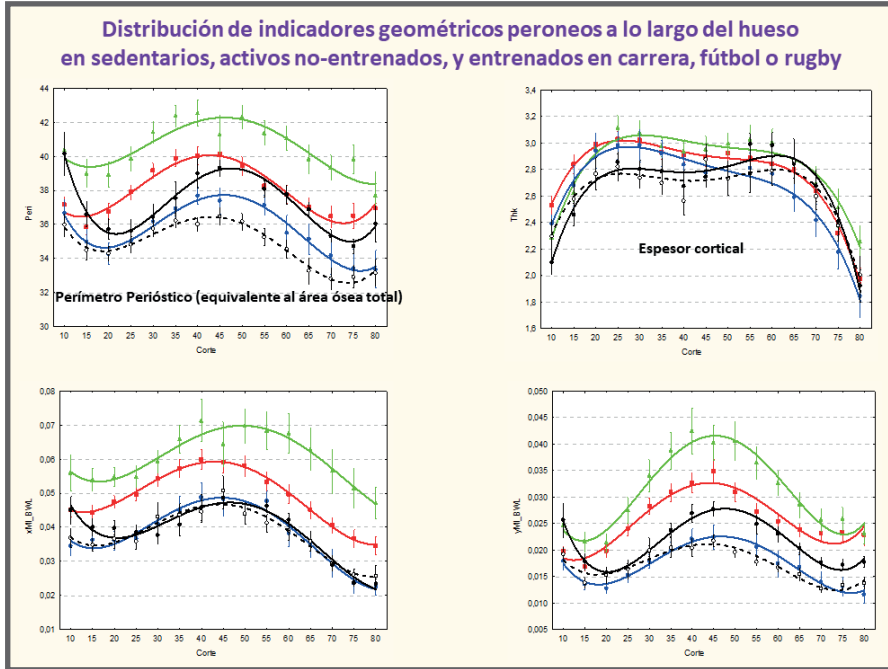 Distribución de indicadores geométricos peroneos a lo largo del hueso
en sedentarios, activos no-entrenados, y entrenados en carrera, fútbol o rugby
44
42
40
38
36
34
32
30
Peri
Perímetro Perióstico (equivalente al área ósea total)
10 15 20 25 30 35 40 45 50 55 60 65 70 75 80
Corte
3,4
3,2
3,0
2,8
2,6
2,4
2,2
2,0
1,8
1,6
Thk
Espesor cortical
10 15 20 25 30 35 40 45 50 55 60 65 70 75 80
Corte
0,08
0,07
0,06
0,05
0,04
0,03
0,02
0,01
xMI_BWL
10 15 20 25 30 35 40 45 50 55 60 65 70 75 80
Corte
0,050
0,045
0,040
0,035
0,030
0,025
0,020
0,015
0,010
0,005
yMI_BWL
10 15 20 25 30 35 40 45 50 55 60 65 70 75 80
Corte